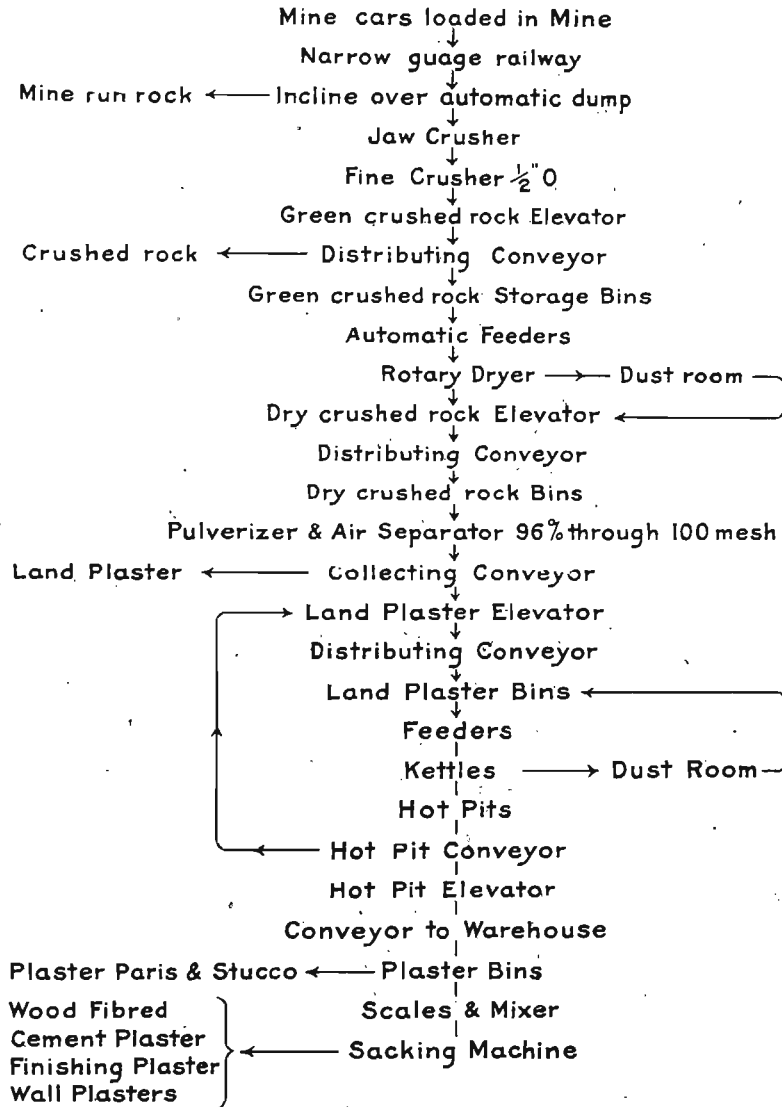 Mine cars loaded in Mine
Narrow guage railway
Mine run rock Incline over automatic dump
Jaw Crusher
Fine Crusher ½" O
Green crushed rock Elevator
Crushed rock Distributing Conveyor
Green crushed rock Storage Bins
Automatic Feeders
Rotary Dryer Dust room
Dry crushed rock Elevator
Distributing Conveyor
Dry crushed rock Bins
Pulverizer & Air Separator 96% through 100 mesh
Land Plaster Collecting Conveyor
Land Plaster Elevator
Distributing Conveyor
Land Plaster Bins
Feeders
Kettles Dust Room
Hot Pits
Hot Pit Conveyor
Hot Pit Elevator
Conveyor to Warehouse
Plaster Paris & Stucco Plaster Bins
Wood Fibred Scales & Mixer
Cement Plaster
Finishing Plaster Sacking Machine
Wall Plasters